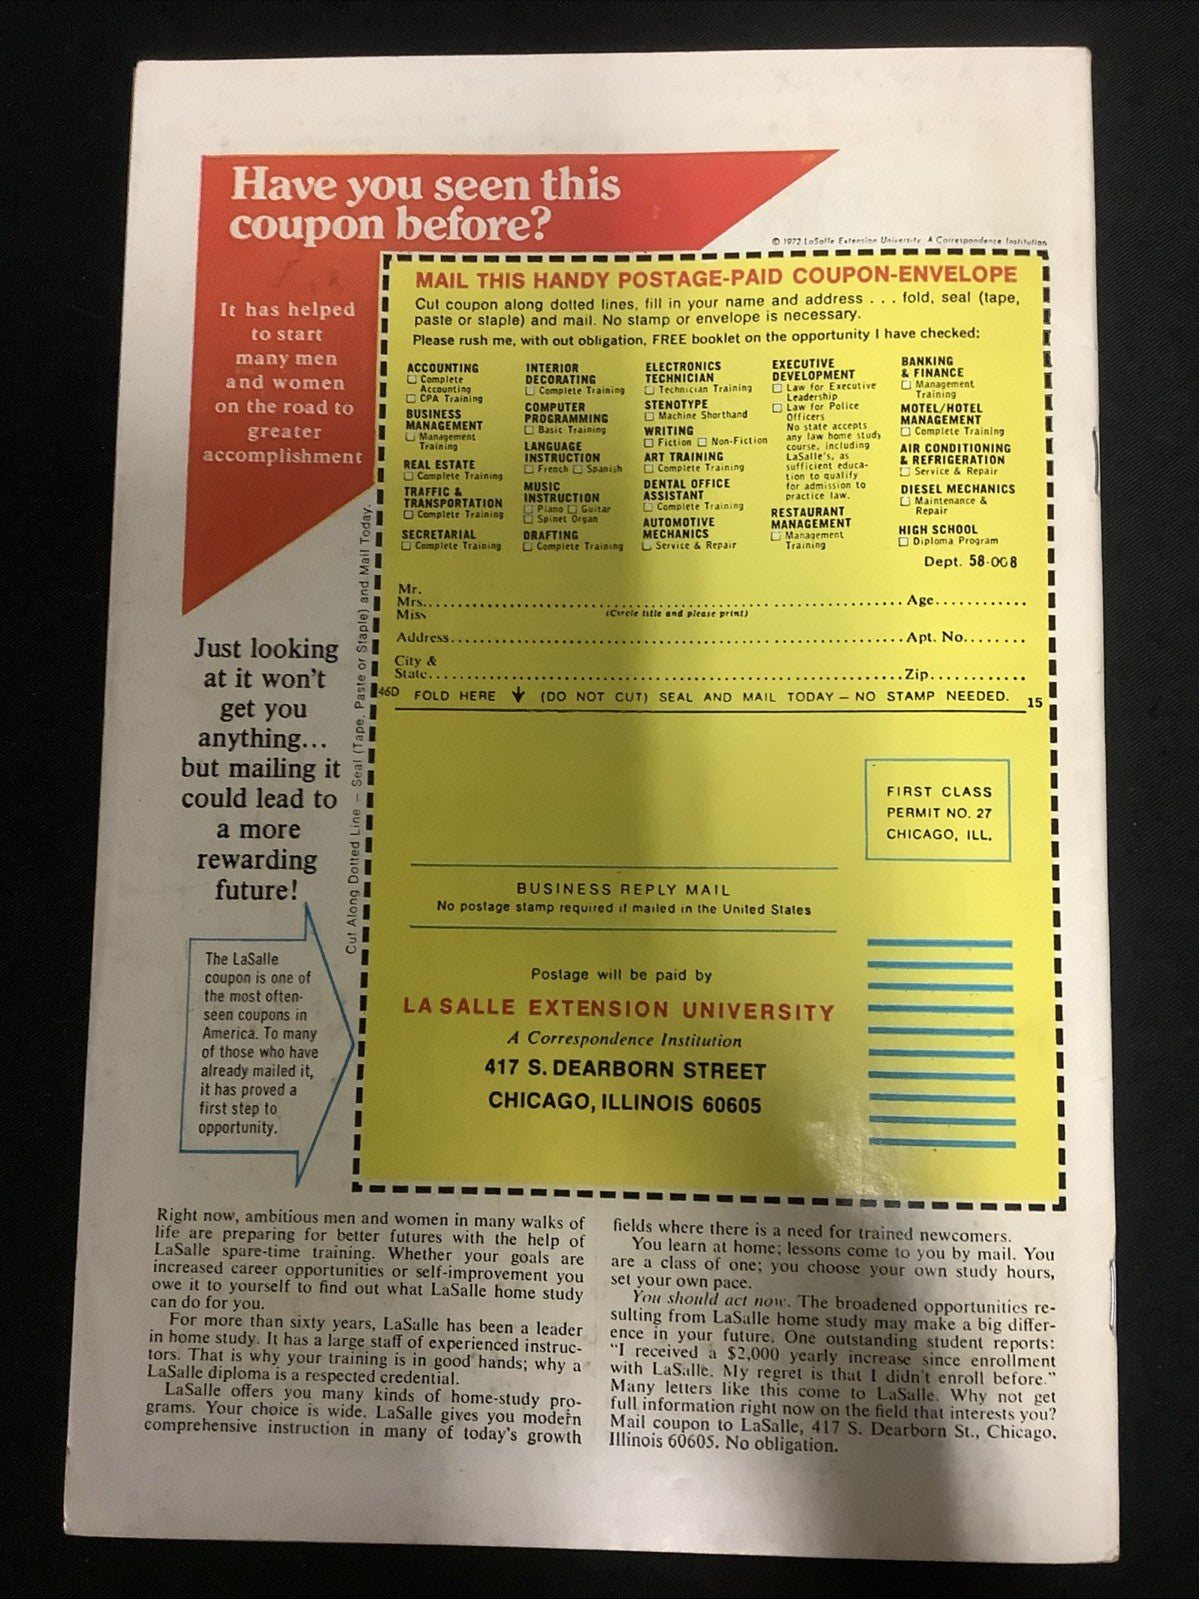 Have you seen this
coupon before?
It has helped
to start
many men
and women
on the road to
greater
accomplishment
© 1972 LaSalle Extension University A Correspondence Institution
MAIL THIS HANDY POSTAGE-PAID COUPON-ENVELOPE
Cut coupon along dotted lines, fill in your name and address . . . fold, seal (tape,
paste or staple) and mail. No stamp or envelope is necessary.
Please rush me, with out obligation, FREE booklet on the opportunity I have checked:
ACCOUNTING
☐ Complete
Accounting
☐ CPA Training
BUSINESS
MANAGEMENT
☐ Management
Training
REAL ESTATE
☐ Complete Training
TRAFFIC &
TRANSPORTATION
☐ Complete Training
SECRETARIAL
☐ Complete Training
INTERIOR
DECORATING
☐ Complete Training
COMPUTER
PROGRAMMING
☐ Basic Training
LANGUAGE
INSTRUCTION
☐ French ☐ Spanish
MUSIC
INSTRUCTION
☐ Piano ☐ Guitar
☐ Spinet Organ
DRAFTING
☐ Complete Training
ELECTRONICS
TECHNICIAN
☐ Technician Training
STENOTYPE
☐ Machine Shorthand
WRITING
☐ Fiction ☐ Non-Fiction
ART TRAINING
☐ Complete Training
DENTAL OFFICE
ASSISTANT
☐ Complete Training
AUTOMOTIVE
MECHANICS
☐ Service & Repair
EXECUTIVE
DEVELOPMENT
☐ Law for Executive
Leadership
☐ Law for Police
Officers
No state accepts
any law home study
course, including
LaSalle's, as
sufficient educa-
tion to qualify
for admission to
practice law.
RESTAURANT
MANAGEMENT
☐ Management
Training
BANKING
& FINANCE
☐ Management
Training
MOTEL/HOTEL
MANAGEMENT
☐ Complete Training
AIR CONDITIONING
& REFRIGERATION
☐ Service & Repair
DIESEL MECHANICS
☐ Maintenance &
Repair
HIGH SCHOOL
☐ Diploma Program
Dept. 58-008
Mr.
Mrs. Age
Miss (Circle title and please print)
Address Apt. No.
City &
State Zip
46D FOLD HERE (DO NOT CUT) SEAL AND MAIL TODAY – NO STAMP NEEDED. 15
Cut Along Dotted Line – Seal (Tape, Paste or Staple) and Mail Today.
Just looking
at it won't
get you
anything...
but mailing it
could lead to
a more
rewarding
future!
The LaSalle
coupon is one of
the most often-
seen coupons in
America. To many
of those who have
already mailed it,
it has proved a
first step to
opportunity.
FIRST CLASS
PERMIT NO. 27
CHICAGO, ILL.
BUSINESS REPLY MAIL
No postage stamp required if mailed in the United States
Postage will be paid by
LA SALLE EXTENSION UNIVERSITY
A Correspondence Institution
417 S. DEARBORN STREET
CHICAGO, ILLINOIS 60605
Right now, ambitious men and women in many walks of
life are preparing for better futures with the help of
LaSalle spare-time training. Whether your goals are
increased career opportunities or self-improvement you
owe it to yourself to find out what LaSalle home study
can do for you.
For more than sixty years, LaSalle has been a leader
in home study. It has a large staff of experienced instruc-
tors. That is why your training is in good hands; why a
LaSalle diploma is a respected credential.
LaSalle offers you many kinds of home-study pro-
grams. Your choice is wide. LaSalle gives you modern
comprehensive instruction in many of today's growth
fields where there is a need for trained newcomers.
You learn at home; lessons come to you by mail. You
are a class of one; you choose your own study hours,
set your own pace.
You should act now. The broadened opportunities re-
sulting from LaSalle home study may make a big differ-
ence in your future. One outstanding student reports:
"I received a $2,000 yearly increase since enrollment
with LaSalle. My regret is that I didn't enroll before."
Many letters like this come to LaSalle. Why not get
full information right now on the field that interests you?
Mail coupon to LaSalle, 417 S. Dearborn St., Chicago,
Illinois 60605. No obligation.